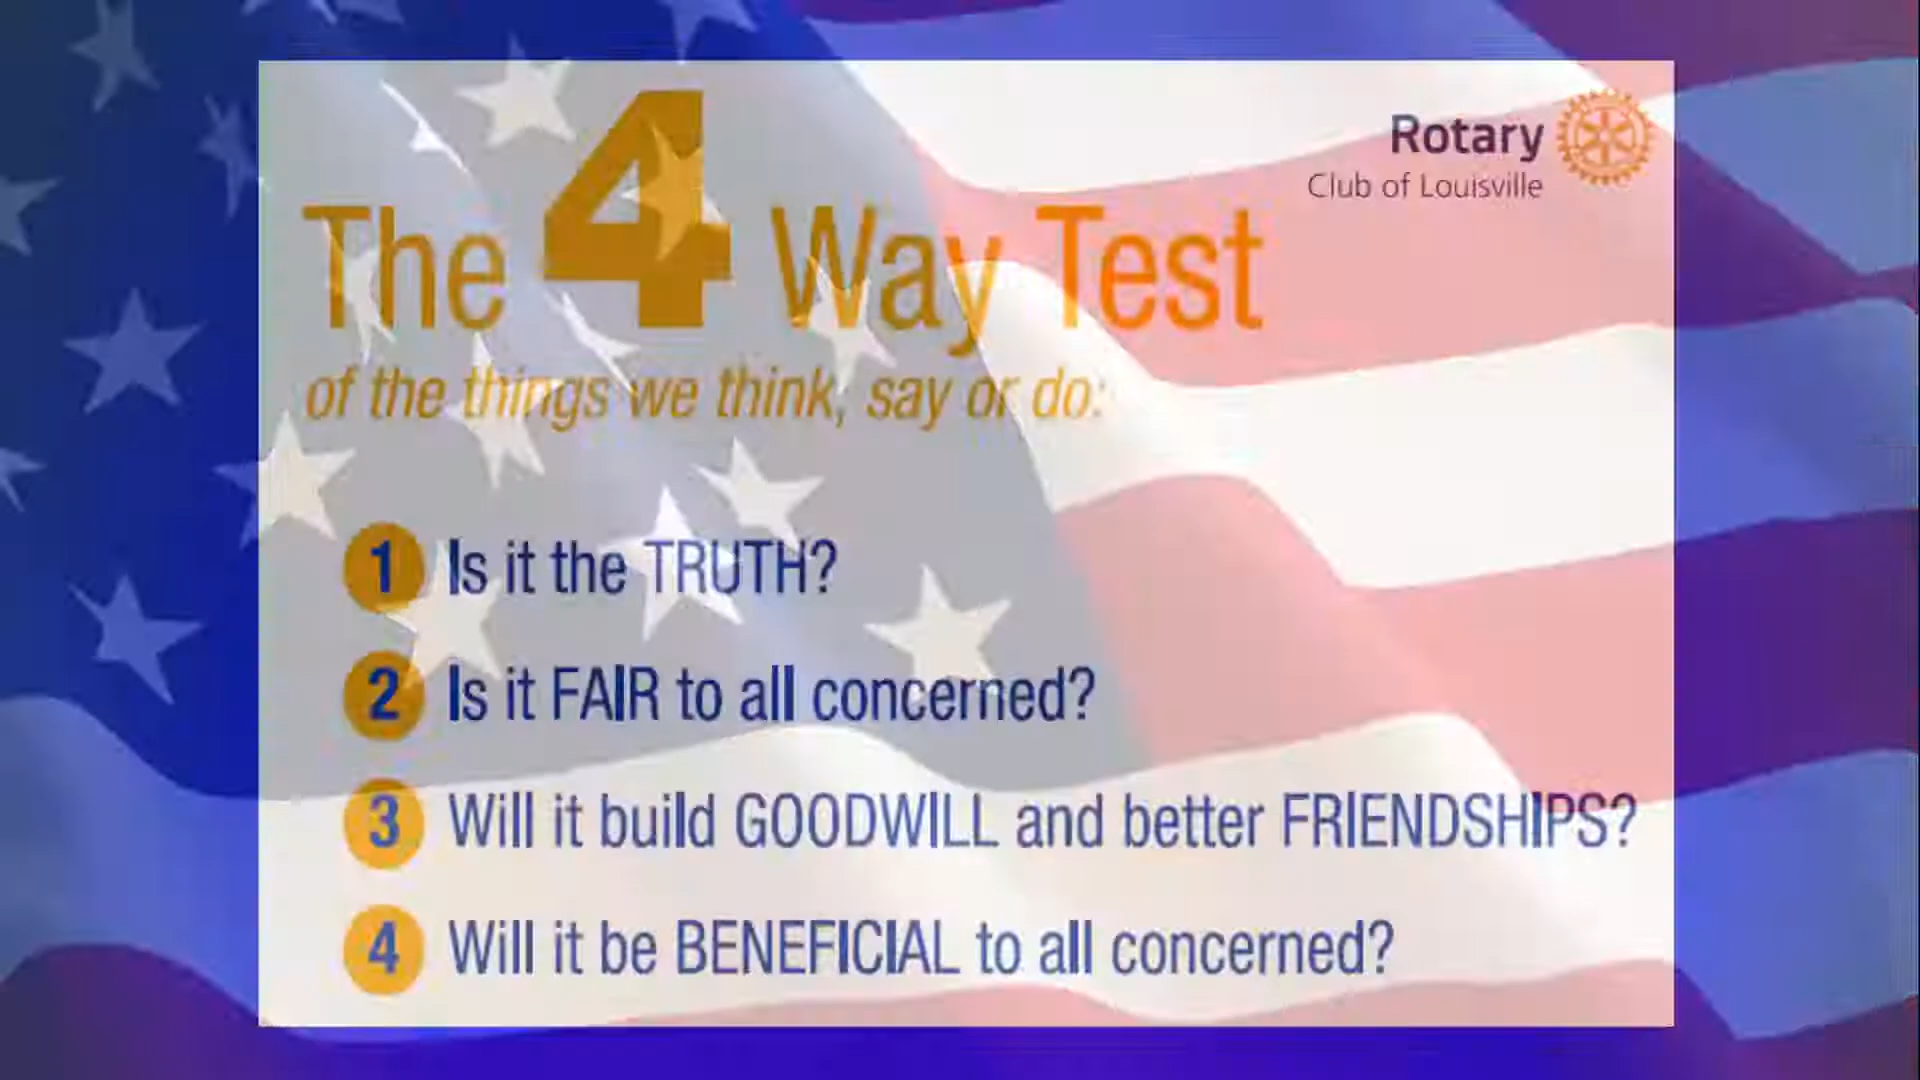 The 4 Way Test
Rotary
Club of Louisville
of the things we think, say or do:
1 Is it the TRUTH?
2 Is it FAIR to all concerned?
3 Will it build GOODWILL and better FRIENDSHIPS?
4 Will it be BENEFICIAL to all concerned?